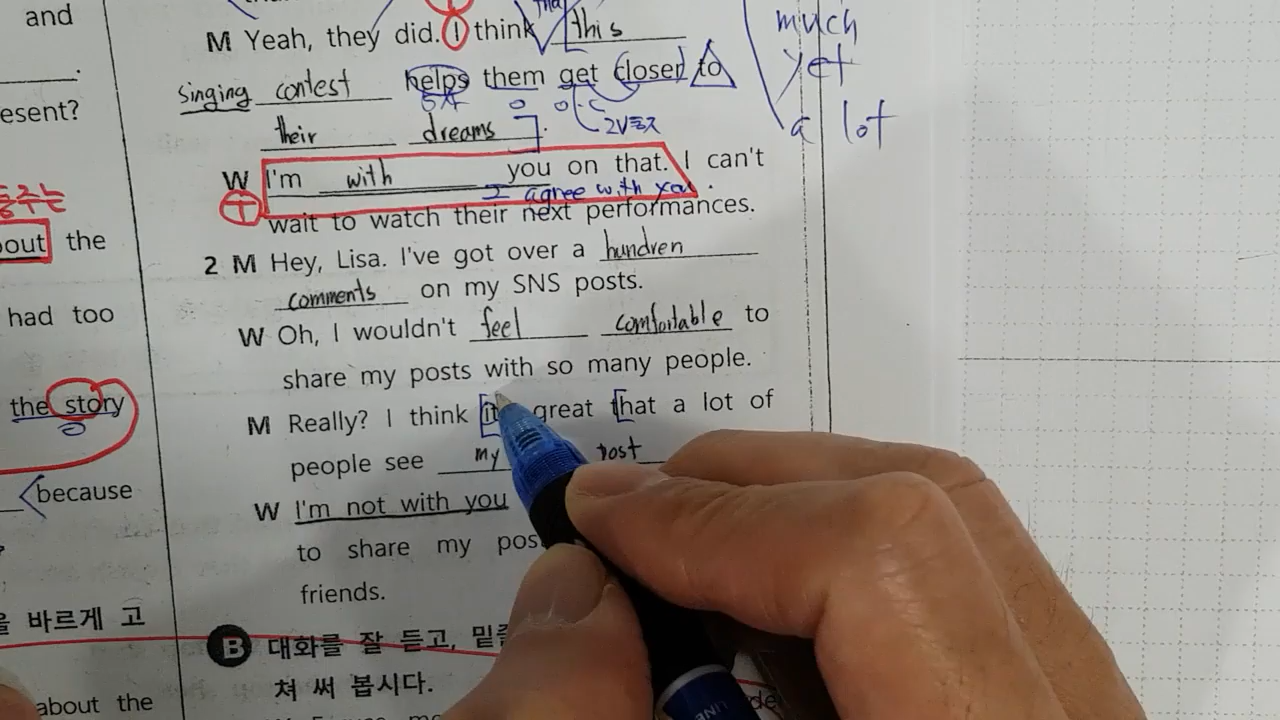 and
esent?
동주는
bout the
had too
the story
because
을 바르게 고
about the
M Yeah, they did. I think this
singing contest helps them get closer to
their dreams
W I'm with you on that. I can't
I agree with you.
wait to watch their next performances.
2 M Hey, Lisa. I've got over a hundren
comments on my SNS posts.
W Oh, I wouldn't feel comfortable to
share my posts with so many people.
M Really? I think it great that a lot of
people see my post
W I'm not with you
to share my pos
friends.
B 대화를 잘 듣고, 밑
쳐 써 봅시다.
much
yet
a lot